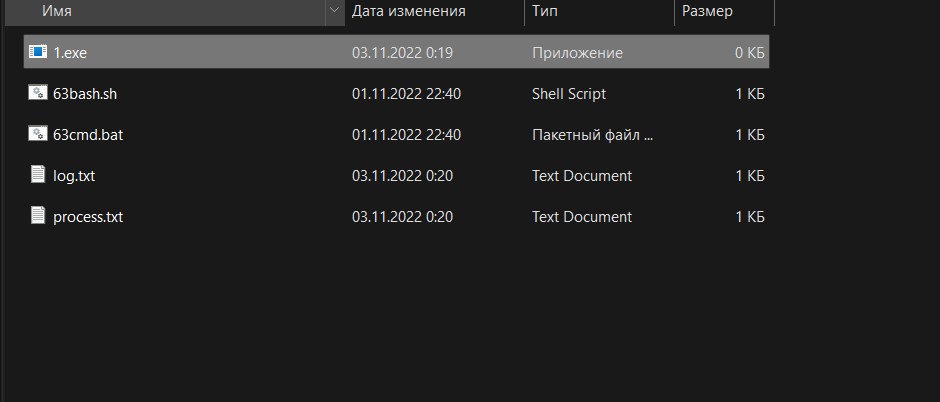 Имя Дата изменения Тип Размер
1.exe 03.11.2022 0:19 Приложение 0 КБ
63bash.sh 01.11.2022 22:40 Shell Script 1 КБ
63cmd.bat 01.11.2022 22:40 Пакетный файл ... 1 КБ
log.txt 03.11.2022 0:20 Text Document 1 КБ
process.txt 03.11.2022 0:20 Text Document 1 КБ